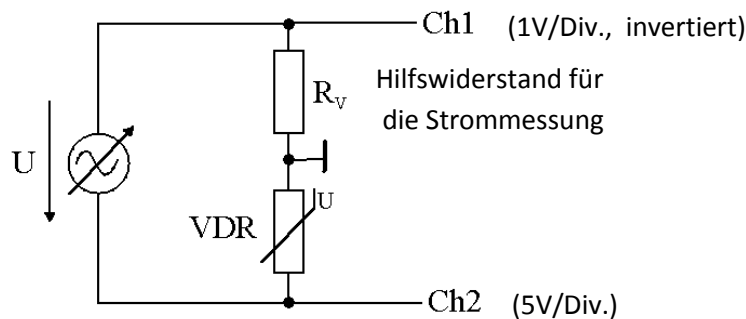 Ch1 (1V/Div., invertiert)
R_V Hilfswiderstand für
die Strommessung
U
U
VDR
Ch2 (5V/Div.)